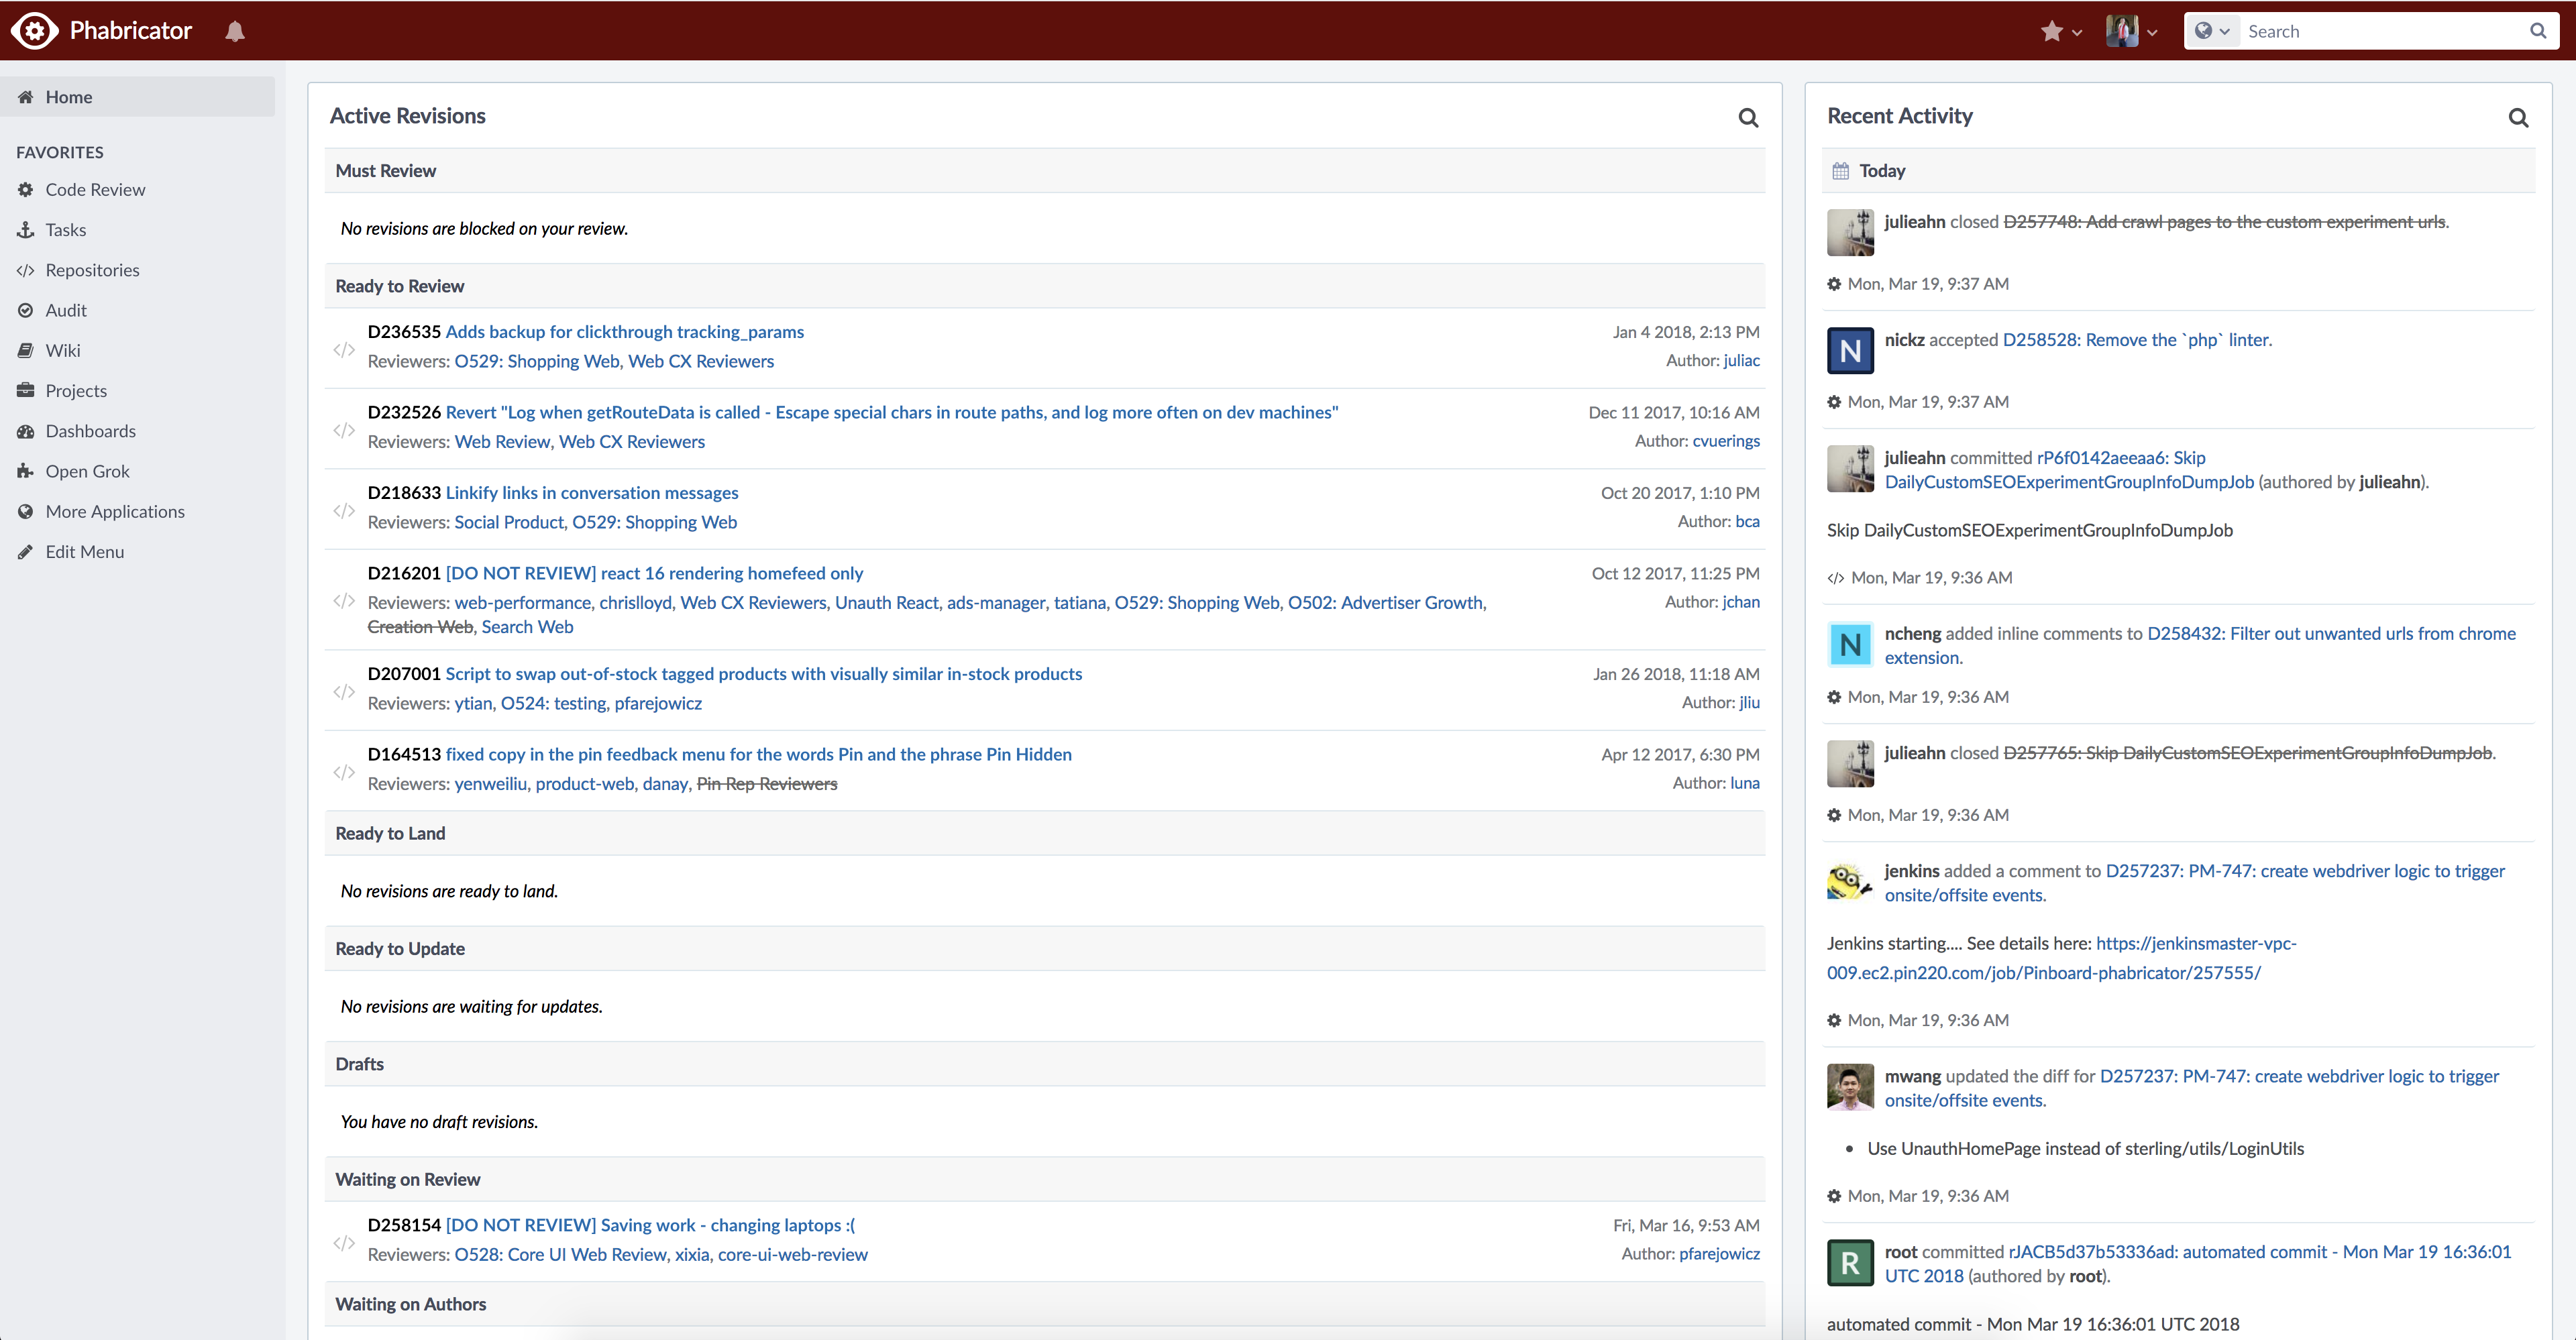 Phabricator
Search
Home
FAVORITES
Code Review
Tasks
Repositories
Audit
Wiki
Projects
Dashboards
Open Grok
More Applications
Edit Menu
Active Revisions
Must Review
No revisions are blocked on your review.
Ready to Review
D236535 Adds backup for clickthrough tracking_params
Jan 4 2018, 2:13 PM
Reviewers: O529: Shopping Web, Web CX Reviewers
Author: juliac
D232526 Revert "Log when getRouteData is called - Escape special chars in route paths, and log more often on dev machines"
Dec 11 2017, 10:16 AM
Reviewers: Web Review, Web CX Reviewers
Author: cvuerings
D218633 Linkify links in conversation messages
Oct 20 2017, 1:10 PM
Reviewers: Social Product, O529: Shopping Web
Author: bca
D216201 [DO NOT REVIEW] react 16 rendering homefeed only
Oct 12 2017, 11:25 PM
Reviewers: web-performance, chrislloyd, Web CX Reviewers, Unauth React, ads-manager, tatiana, O529: Shopping Web, O502: Advertiser Growth,
Creation Web, Search Web
Author: jchan
D207001 Script to swap out-of-stock tagged products with visually similar in-stock products
Jan 26 2018, 11:18 AM
Reviewers: ytian, O524: testing, pfarejowicz
Author: jliu
D164513 fixed copy in the pin feedback menu for the words Pin and the phrase Pin Hidden
Apr 12 2017, 6:30 PM
Reviewers: yenweiliu, product-web, danay, Pin Rep Reviewers
Author: luna
Ready to Land
No revisions are ready to land.
Ready to Update
No revisions are waiting for updates.
Drafts
You have no draft revisions.
Waiting on Review
D258154 [DO NOT REVIEW] Saving work - changing laptops :(
Fri, Mar 16, 9:53 AM
Reviewers: O528: Core UI Web Review, xixia, core-ui-web-review
Author: pfarejowicz
Waiting on Authors
Recent Activity
Today
julieahn closed D257748: Add crawl pages to the custom experiment urls.
Mon, Mar 19, 9:37 AM
N
nickz accepted D258528: Remove the `php` linter.
Mon, Mar 19, 9:37 AM
julieahn committed rP6f0142aeeaa6: Skip
DailyCustomSEOExperimentGroupInfoDumpJob (authored by julieahn).
Skip DailyCustomSEOExperimentGroupInfoDumpJob
Mon, Mar 19, 9:36 AM
N
ncheng added inline comments to D258432: Filter out unwanted urls from chrome
extension.
Mon, Mar 19, 9:36 AM
julieahn closed D257765: Skip DailyCustomSEOExperimentGroupInfoDumpJob.
Mon, Mar 19, 9:36 AM
jenkins added a comment to D257237: PM-747: create webdriver logic to trigger
onsite/offsite events.
Jenkins starting.... See details here: https://jenkinsmaster-vpc-
009.ec2.pin220.com/job/Pinboard-phabricator/257555/
Mon, Mar 19, 9:36 AM
mwang updated the diff for D257237: PM-747: create webdriver logic to trigger
onsite/offsite events.
• Use UnauthHomePage instead of sterling/utils/LoginUtils
Mon, Mar 19, 9:36 AM
R
root committed rJACB5d37b53336ad: automated commit - Mon Mar 19 16:36:01
UTC 2018 (authored by root).
automated commit - Mon Mar 19 16:36:01 UTC 2018